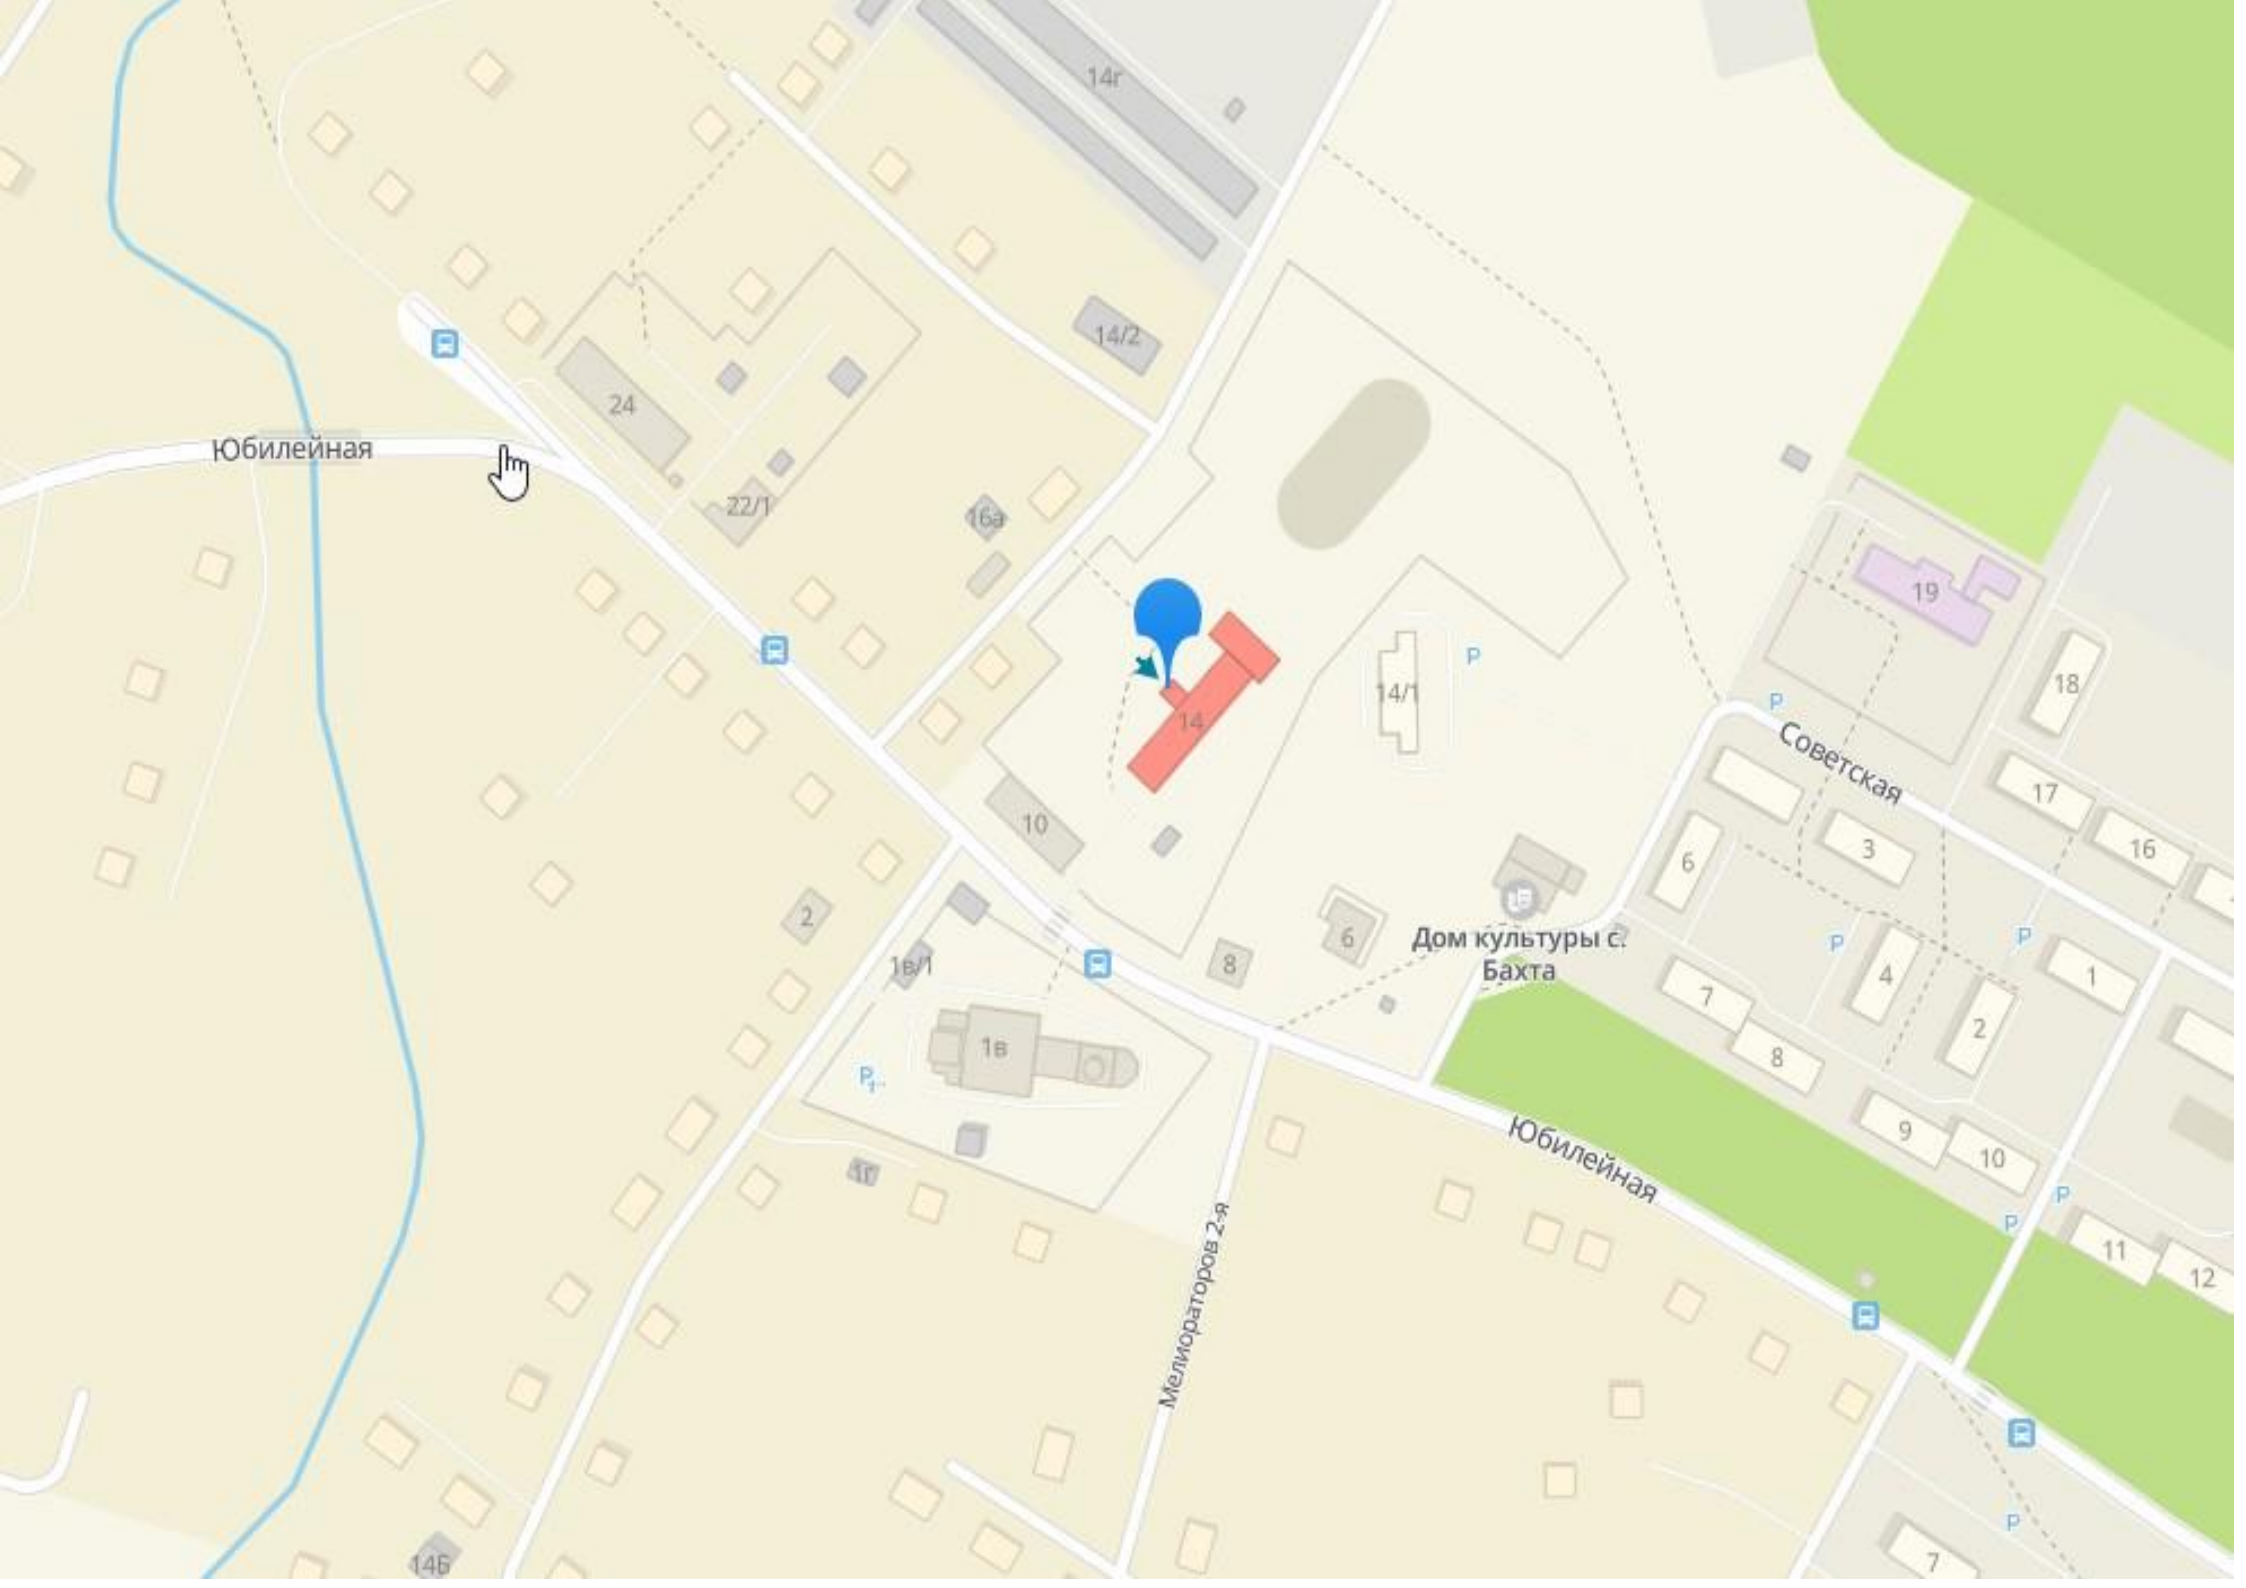 14г
14/2
24
Юбилейная
22/1
16а
19
14/1
P
18
P
14
Советская
17
10
16
3
6
2
P
P
6
Дом культуры с.
Бахта
8
1в/1
4
1
7
2
1в
8
P
Юбилейная
9
10
1г
P
P
Мелиораторов 2-я
11
12
P
14Б
7